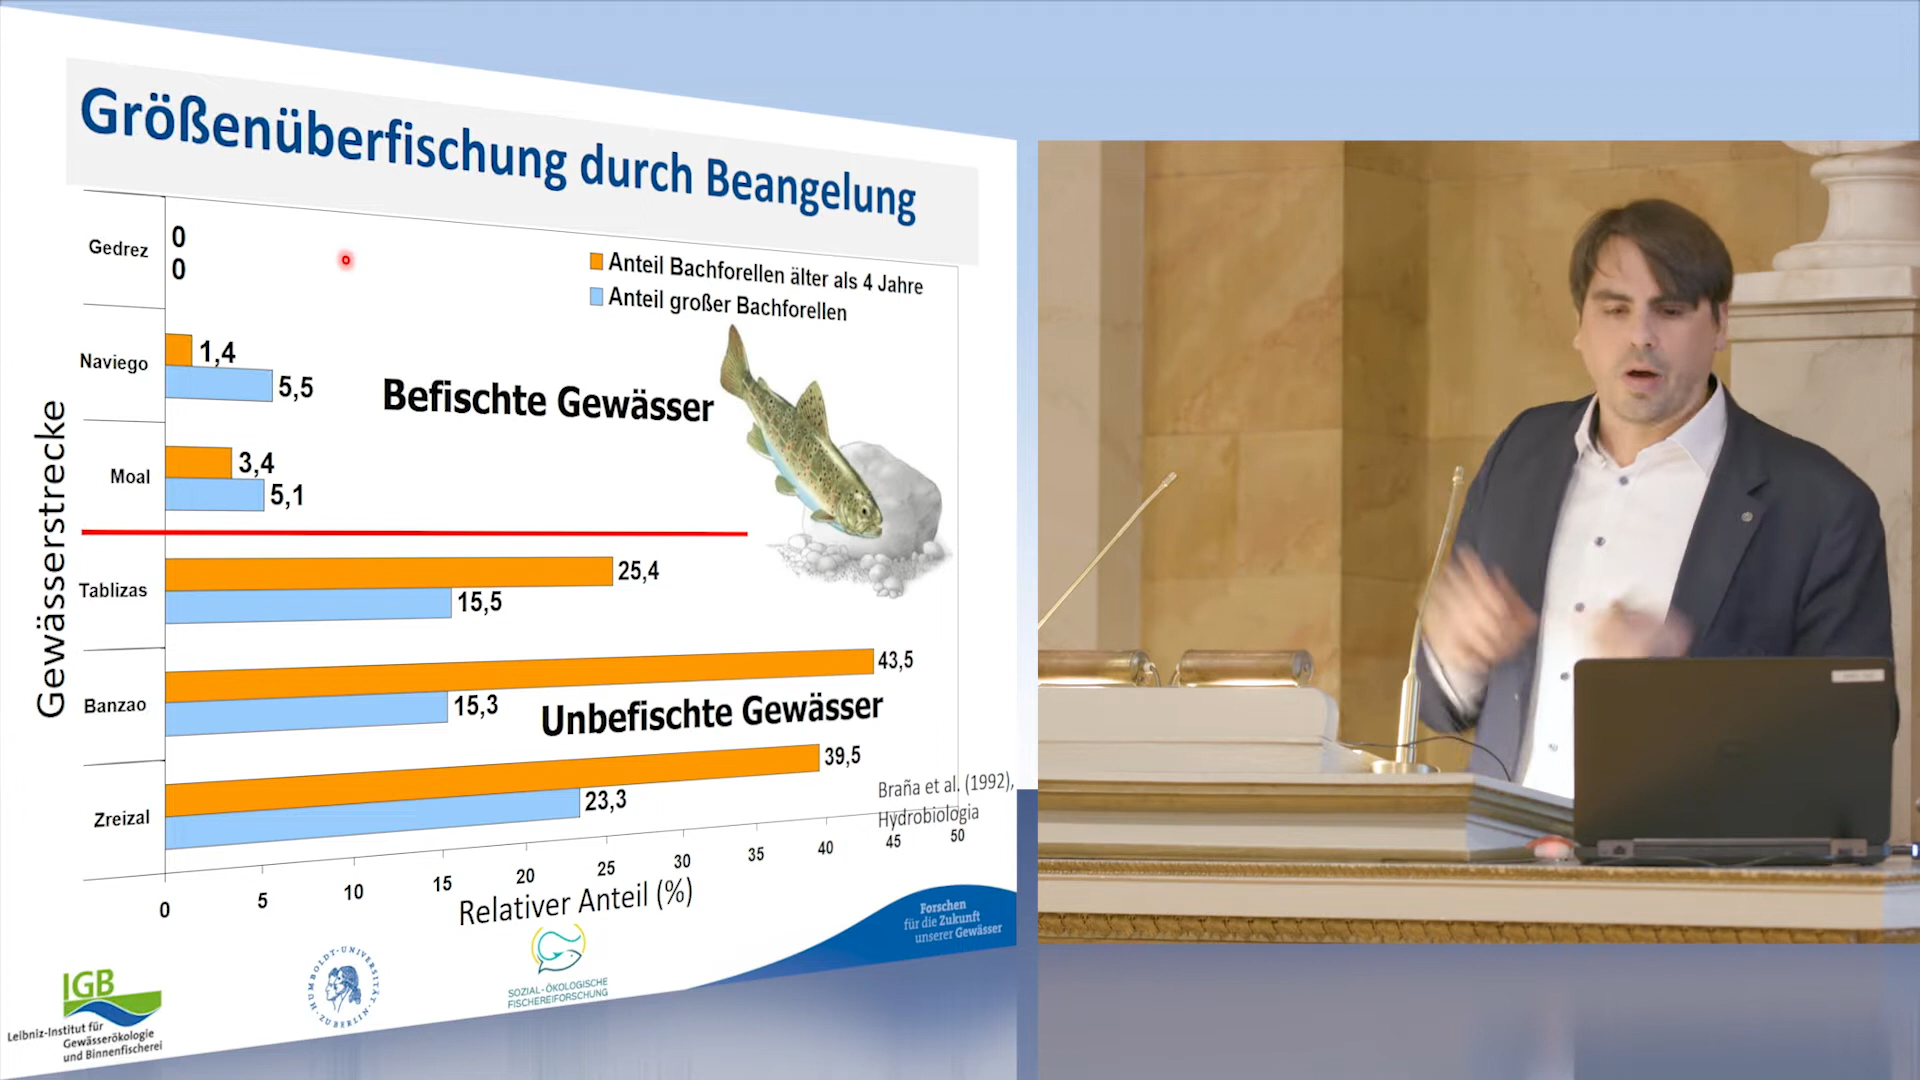 Größenüberfischung durch Beangelung
Anteil Bachforellen älter als 4 Jahre
Anteil großer Bachforellen
Gewässerstrecke
Gedrez
0
0
Naviego
1,4
5,5
Befischte Gewässer
Moal
3,4
5,1
Tablizas
25,4
15,5
Banzao
43,5
15,3
Unbefischte Gewässer
Zreizal
39,5
23,3
Braña et al. (1992),
Hydrobiologia
0 5 10 15 20 25 30 35 40 45 50
Relativer Anteil (%)
Forschen
für die Zukunft
unserer Gewässer
IGB
Leibniz-Institut für
Gewässerökologie
und Binnenfischerei
HUMBOLDT-UNIVERSITÄT
ZU BERLIN
SOZIAL-ÖKOLOGISCHE
FISCHEREIFORSCHUNG